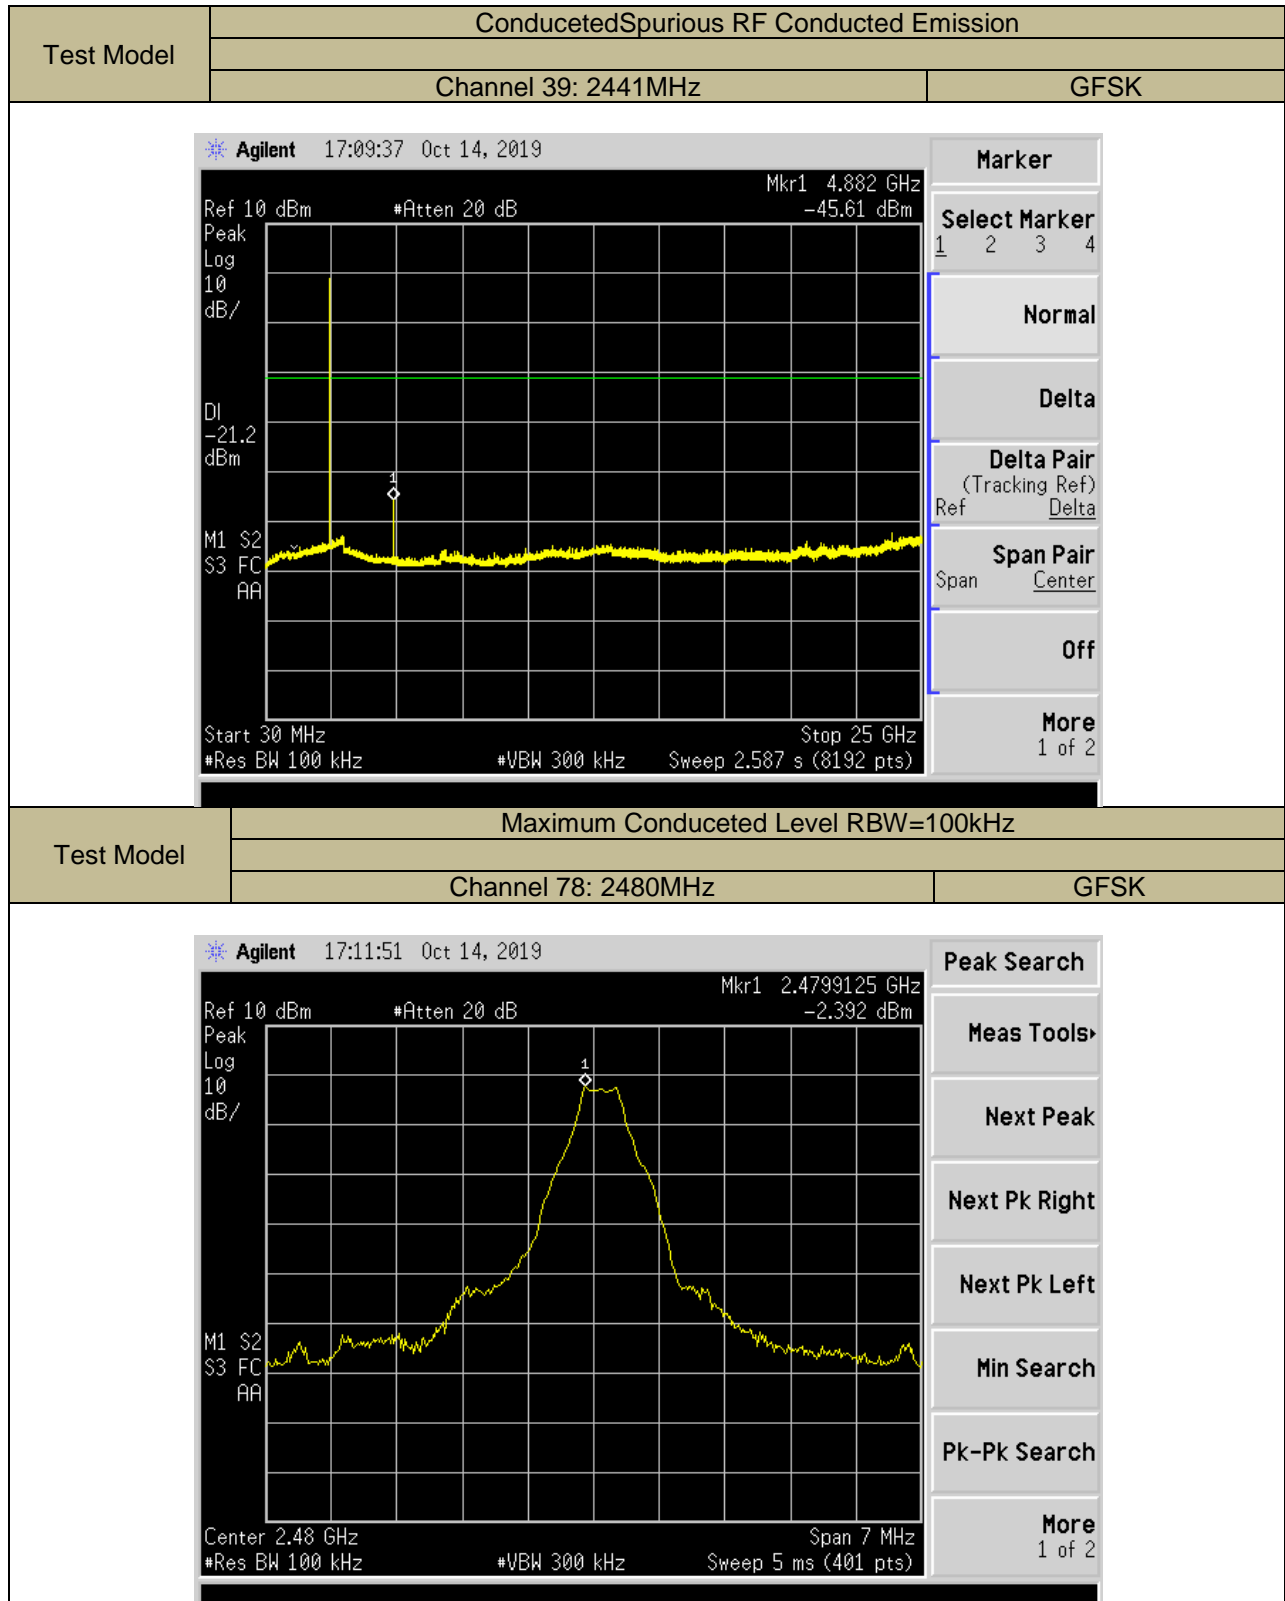 Test Model
ConducetedSpurious RF Conducted Emission
Channel 39: 2441MHz
GFSK
Agilent 17:09:37 Oct 14, 2019
Mkr1 4.882 GHz
Ref 10 dBm #Atten 20 dB -45.61 dBm
Peak
Log
10
dB/
DI
-21.2
dBm
1
M1 S2
S3 FC
AA
Start 30 MHz Stop 25 GHz
#Res BW 100 kHz #VBW 300 kHz Sweep 2.587 s (8192 pts)
Marker
Select Marker
1 2 3 4
Normal
Delta
Delta Pair
(Tracking Ref)
Ref Delta
Span Pair
Span Center
Off
More
1 of 2
Test Model
Maximum Conduceted Level RBW=100kHz
Channel 78: 2480MHz
GFSK
Agilent 17:11:51 Oct 14, 2019
Mkr1 2.4799125 GHz
Ref 10 dBm #Atten 20 dB -2.392 dBm
Peak
Log
10
dB/
1
M1 S2
S3 FC
AA
Center 2.48 GHz Span 7 MHz
#Res BW 100 kHz #VBW 300 kHz Sweep 5 ms (401 pts)
Peak Search
Meas Tools
Next Peak
Next Pk Right
Next Pk Left
Min Search
Pk-Pk Search
More
1 of 2